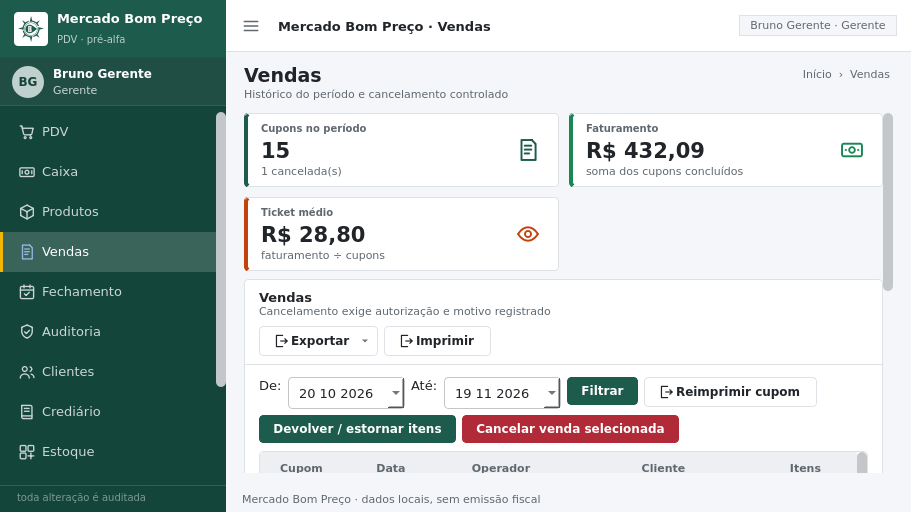 Mercado Bom Preço
PDV · pré-alfa
BG
Bruno Gerente
Gerente
PDV
Caixa
Produtos
Vendas
Fechamento
Auditoria
Clientes
Crediário
Estoque
toda alteração é auditada
Mercado Bom Preço · Vendas
Bruno Gerente · Gerente
Vendas
Início › Vendas
Histórico do período e cancelamento controlado
Cupons no período
15
1 cancelada(s)
Faturamento
R$ 432,09
soma dos cupons concluídos
Ticket médio
R$ 28,80
faturamento ÷ cupons
Vendas
Cancelamento exige autorização e motivo registrado
Exportar
Imprimir
De: 20 10 2026 Até: 19 11 2026 Filtrar Reimprimir cupom
Devolver / estornar itens Cancelar venda selecionada
Cupom Data Operador Cliente Itens
Mercado Bom Preço · dados locais, sem emissão fiscal